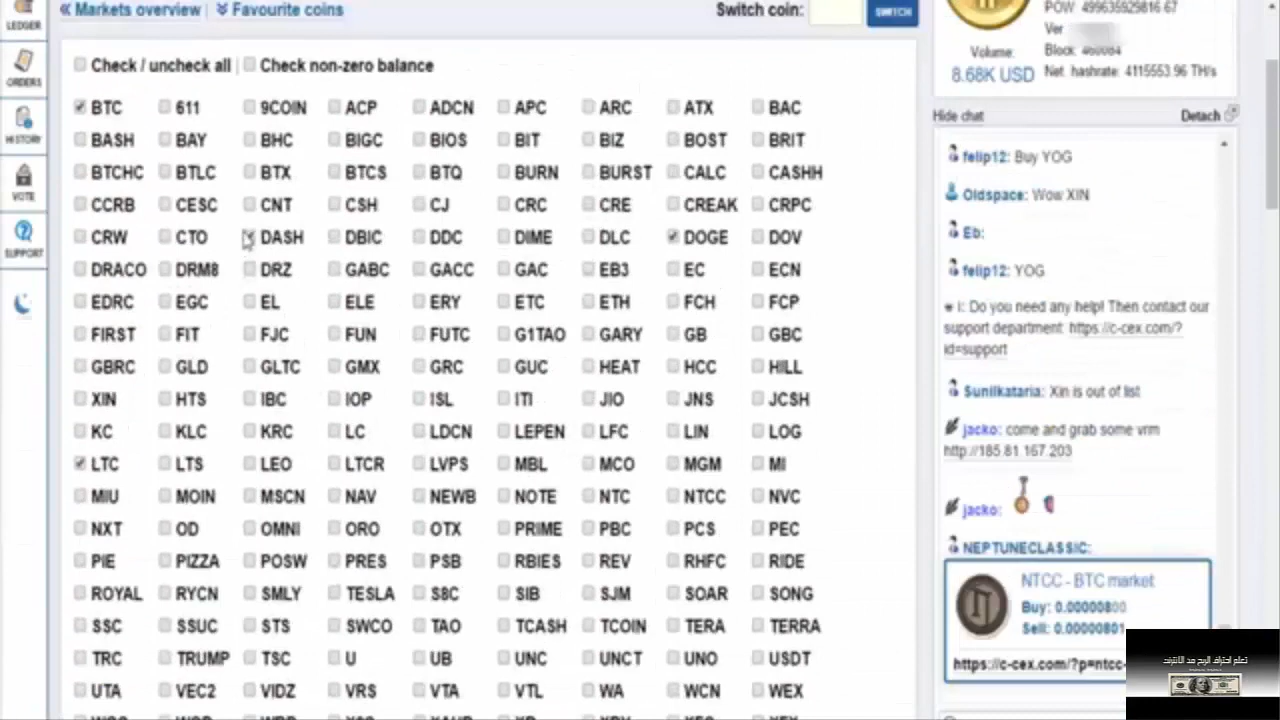 LEDGER
ORDERS
HISTORY
VOTE
SUPPORT
« Markets overview
Favourite coins
Switch coin:
SWITCH
Check / uncheck all | Check non-zero balance
BTC 611 9COIN ACP ADCN APC ARC ATX BAC
BASH BAY BHC BIGC BIOS BIT BIZ BOST BRIT
BTCHC BTLC BTX BTCS BTQ BURN BURST CALC CASHH
CCRB CESC CNT CSH CJ CRC CRE CREAK CRPC
CRW CTO DASH DBIC DDC DIME DLC DOGE DOV
DRACO DRM8 DRZ GABC GACC GAC EB3 EC ECN
EDRC EGC EL ELE ERY ETC ETH FCH FCP
FIRST FIT FJC FUN FUTC G1TAO GARY GB GBC
GBRC GLD GLTC GMX GRC GUC HEAT HCC HILL
XIN HTS IBC IOP ISL ITI JIO JNS JCSH
KC KLC KRC LC LDCN LEPEN LFC LIN LOG
LTC LTS LEO LTCR LVPS MBL MCO MGM MI
MIU MOIN MSCN NAV NEWB NOTE NTC NTCC NVC
NXT OD OMNI ORO OTX PRIME PBC PCS PEC
PIE PIZZA POSW PRES PSB RBIES REV RHFC RIDE
ROYAL RYCN SMLY TESLA S8C SIB SJM SOAR SONG
SSC SSUC STS SWCO TAO TCASH TCOIN TERA TERRA
TRC TRUMP TSC U UB UNC UNCT UNO USDT
UTA VEC2 VIDZ VRS VTA VTL WA WCN WEX
POW 499635929816.67
Ver
Block: 460084
Net. hashrate: 4115553.96 TH/s
Volume:
8.68K USD
Hide chat
Detach
felip12: Buy YOG
Oldspace: Wow XIN
Eb:
felip12: YOG
I: Do you need any help! Then contact our
support department https://c-cex.com/?
id=support
Sunilkataria: Xin is out of list
jacko: come and grab some vrm
http://185.81.167.203
jacko:
NEPTUNECLASSIC:
NTCC - BTC market
Buy: 0.00000800
Sell: 0.00000801
https://c-cex.com/?p=ntcc-
تعلم احتراف الربح من الانترنت